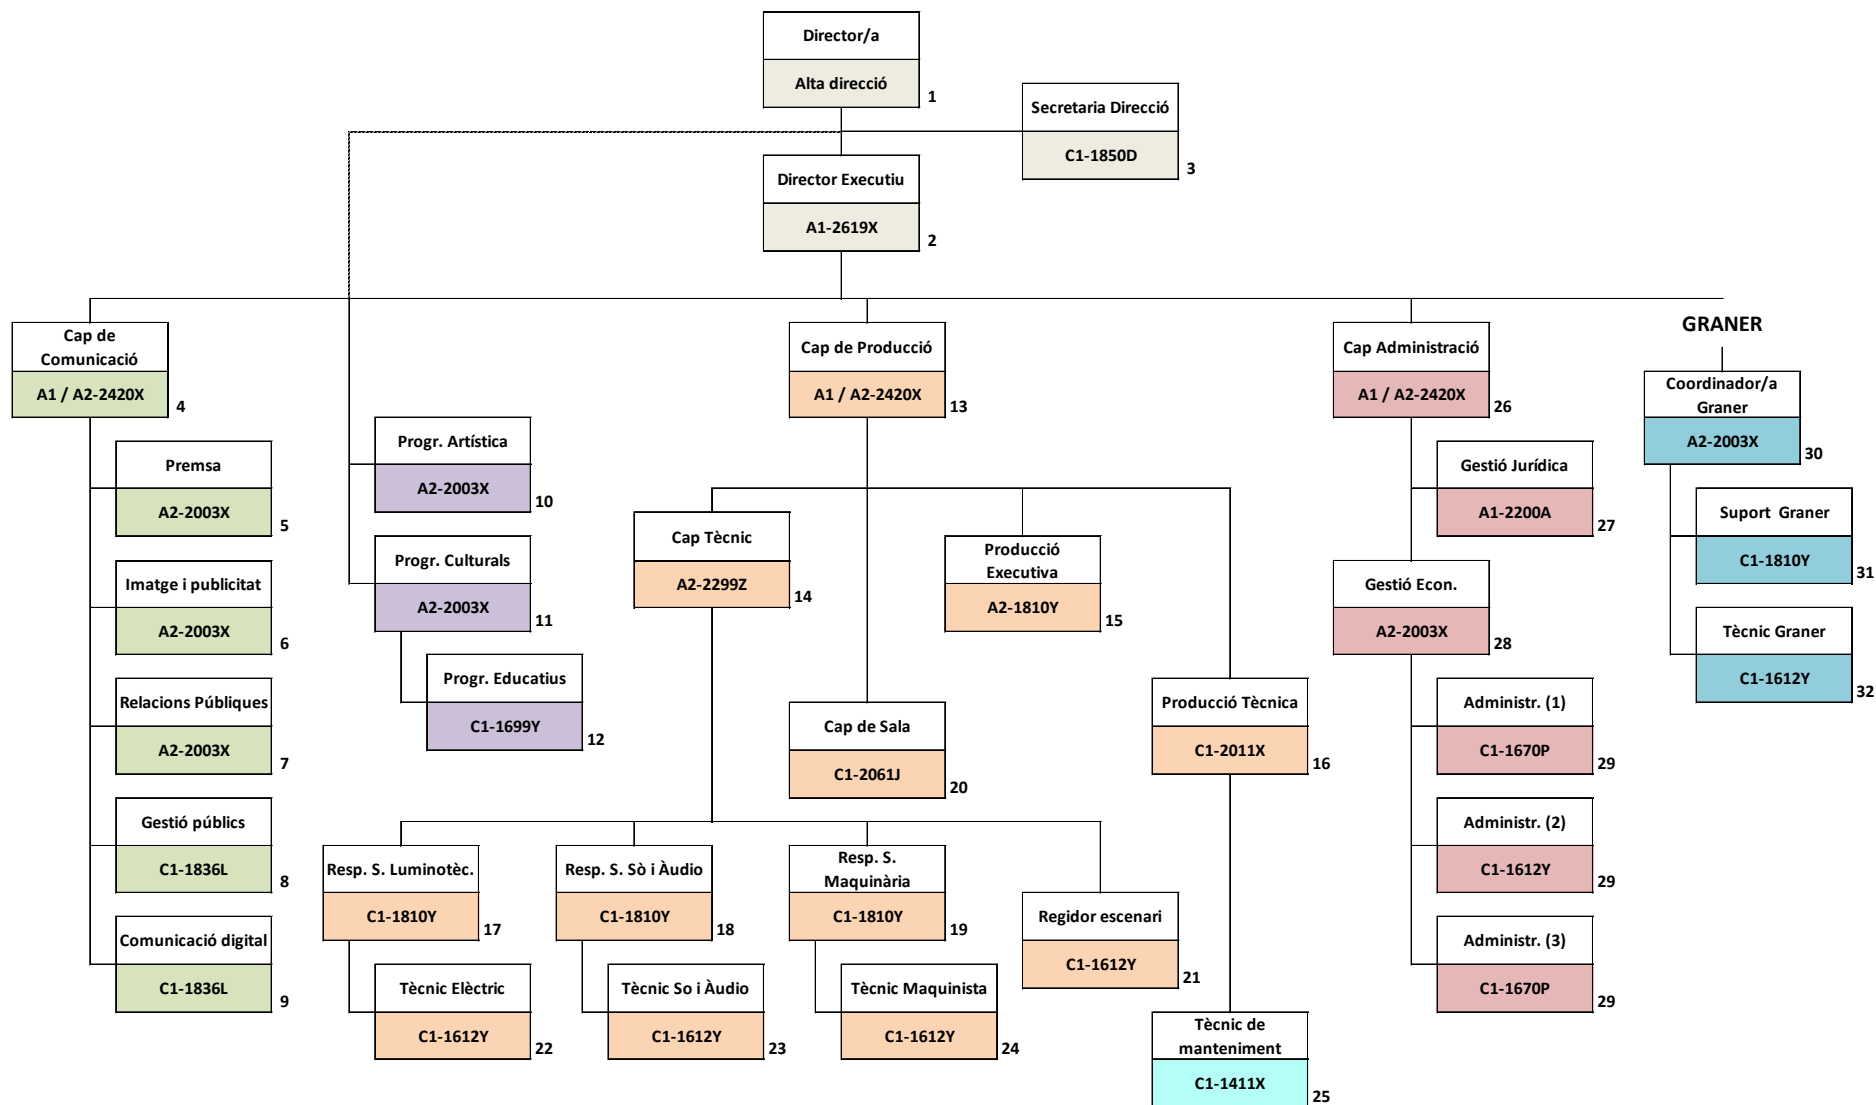 Director/a
Alta direcció
1
Secretaria Direcció
C1-1850D
3
Director Executiu
A1-2619X
2
Cap de
Comunicació
A1 / A2-2420X
4
Premsa
A2-2003X
5
Imatge i publicitat
A2-2003X
6
Relacions Públiques
A2-2003X
7
Gestió públics
C1-1836L
8
Comunicació digital
C1-1836L
9
Progr. Artística
A2-2003X
10
Progr. Culturals
A2-2003X
11
Progr. Educatius
C1-1699Y
12
Cap de Producció
A1 / A2-2420X
13
Cap Tècnic
A2-2299Z
14
Producció
Executiva
A2-1810Y
15
Producció Tècnica
C1-2011X
16
Cap de Sala
C1-2061J
20
Resp. S. Luminotèc.
C1-1810Y
17
Resp. S. Sò i Àudio
C1-1810Y
18
Resp. S.
Maquinària
C1-1810Y
19
Regidor escenari
C1-1612Y
21
Tècnic Elèctric
C1-1612Y
22
Tècnic So i Àudio
C1-1612Y
23
Tècnic Maquinista
C1-1612Y
24
Tècnic de
manteniment
C1-1411X
25
Cap Administració
A1 / A2-2420X
26
Gestió Jurídica
A1-2200A
27
Gestió Econ.
A2-2003X
28
Administr. (1)
C1-1670P
29
Administr. (2)
C1-1612Y
29
Administr. (3)
C1-1670P
29
GRANER
Coordinador/a
Graner
A2-2003X
30
Suport  Graner
C1-1810Y
31
Tècnic Graner
C1-1612Y
32